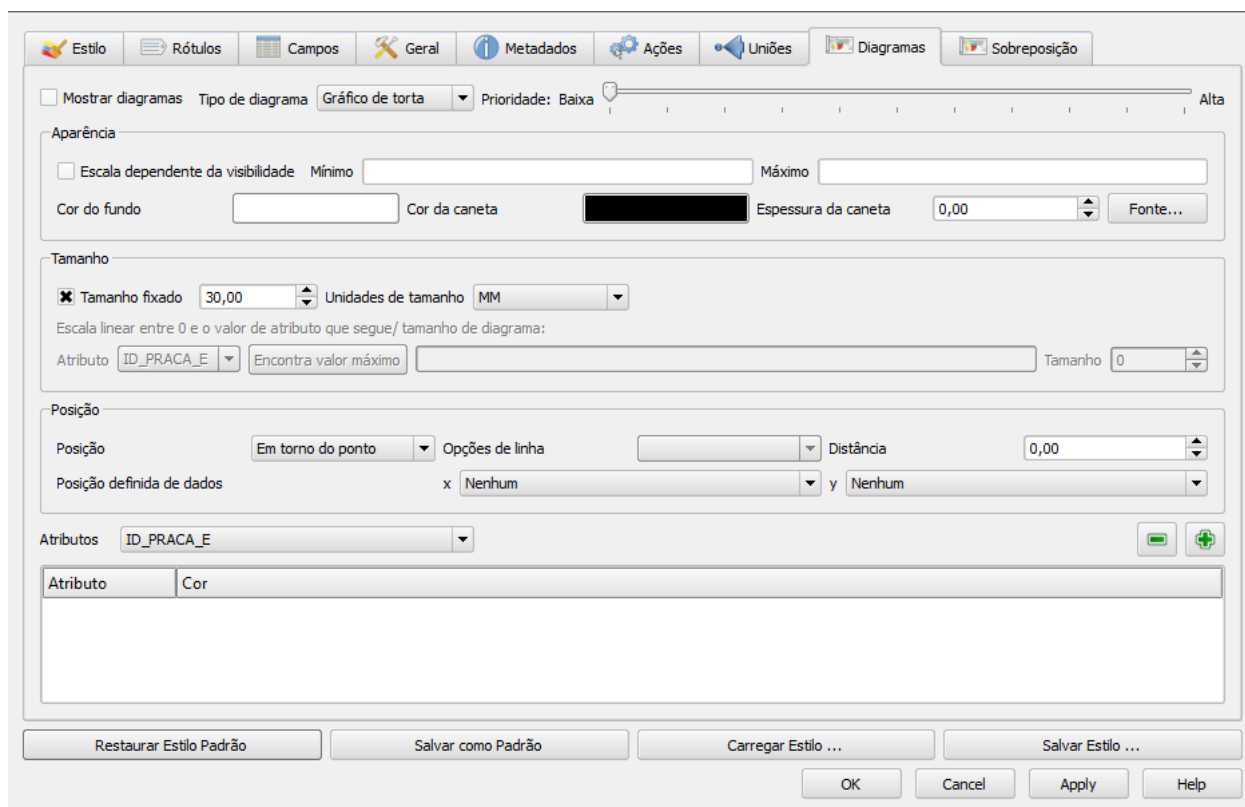 Estilo Rótulos Campos Geral Metadados Ações Uniões Diagramas Sobreposição
Mostrar diagramas Tipo de diagrama Gráfico de torta Prioridade: Baixa Alta
Aparência
Escala dependente da visibilidade Mínimo Máximo
Cor do fundo Cor da caneta Espessura da caneta 0,00 Fonte...
Tamanho
Tamanho fixado 30,00 Unidades de tamanho MM
Escala linear entre 0 e o valor de atributo que segue/ tamanho de diagrama:
Atributo ID_PRACA_E Encontra valor máximo Tamanho 0
Posição
Posição Em torno do ponto Opções de linha Distância 0,00
Posição definida de dados x Nenhum y Nenhum
Atributos ID_PRACA_E
Atributo Cor
Restaurar Estilo Padrão Salvar como Padrão Carregar Estilo ... Salvar Estilo ...
OK Cancel Apply Help